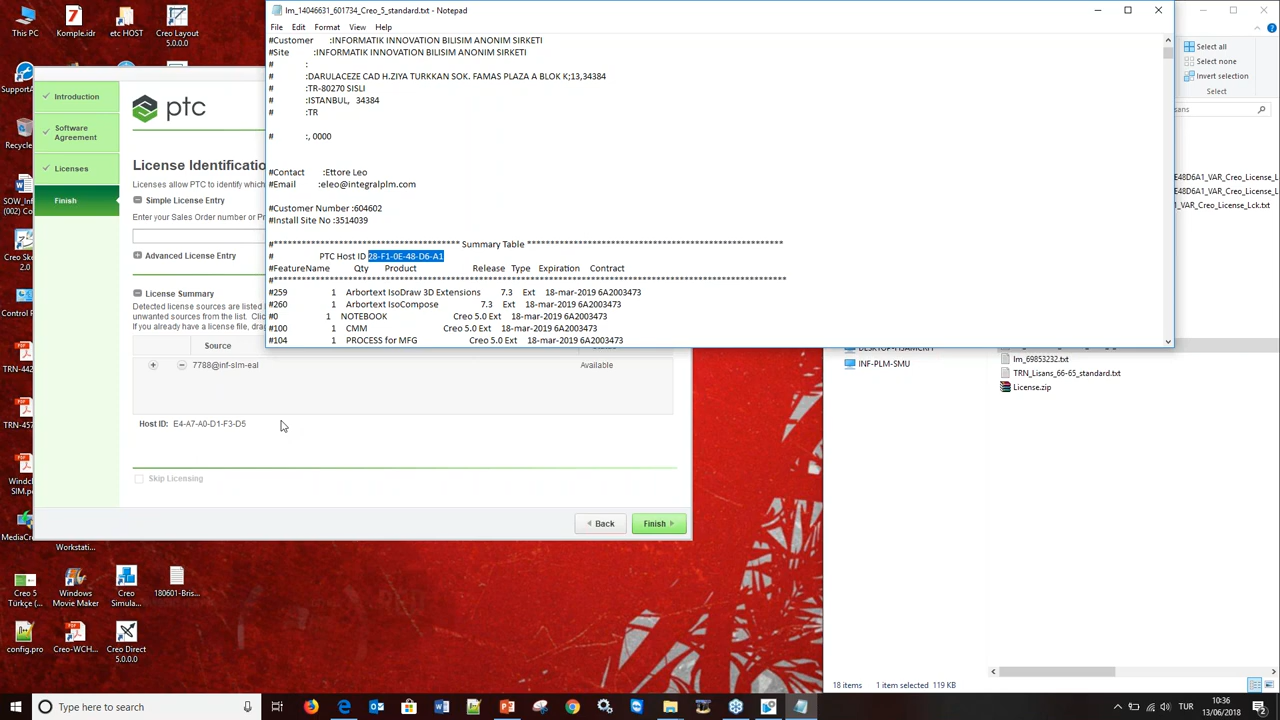 lm_14046631_601734_Creo_5_standard.txt - Notepad
File Edit Format View Help
#Customer :INFORMATIK INNOVATION BILISIM ANONIM SIRKETI
#Site :INFORMATIK INNOVATION BILISIM ANONIM SIRKETI
# :
# :DARULACEZE CAD H.ZIYA TURKKAN SOK. FAMAS PLAZA A BLOK K;13,34384
# :TR-80270 SISLI
# :ISTANBUL, 34384
# :TR
# :, 0000
#Contact :Ettore Leo
#Email :eleo@integralplm.com
#Customer Number :604602
#Install Site No :3514039
#**************************************** Summary Table ******************************************************
# PTC Host ID 28-F1-0E-48-D6-A1
#FeatureName Qty Product Release Type Expiration Contract
#259 1 Arbortext IsoDraw 3D Extensions 7.3 Ext 18-mar-2019 6A2003473
#260 1 Arbortext IsoCompose 7.3 Ext 18-mar-2019 6A2003473
#0 1 NOTEBOOK Creo 5.0 Ext 18-mar-2019 6A2003473
#100 1 CMM Creo 5.0 Ext 18-mar-2019 6A2003473
#104 1 PROCESS for MFG Creo 5.0 Ext 18-mar-2019 6A2003473
This PC
Komple.idr
etc HOST
Creo Layout 5.0.0.0
Introduction
Software Agreement
Licenses
Finish
ptc
License Identificatio
Licenses allow PTC to identify which
Simple License Entry
Enter your Sales Order number or Pr
Advanced License Entry
License Summary
Detected license sources are listed
unwanted sources from the list. Cl
If you already have a license file, drag
Source
7788@inf-slm-eal Available
Host ID: E4-A7-A0-D1-F3-D5
Skip Licensing
Back
Finish
Select all
Select none
Invert selection
Select
E48D6A1_VAR_Creo_License_L
E48D6A1_VAR_Creo_License_L
1_VAR_Creo_License_Lck.txt
INF-PLM-SMU
lm_69853232.txt
TRN_Lisans_66-65_standard.txt
License.zip
Workstati...
Creo 5 Türkçe (...
Windows Movie Maker
Creo Simula...
180601-Bris...
config.pro
Creo-WCH...
Creo Direct 5.0.0.0
18 items 1 item selected 119 KB
Type here to search
TUR
10:36
13/06/2018
2